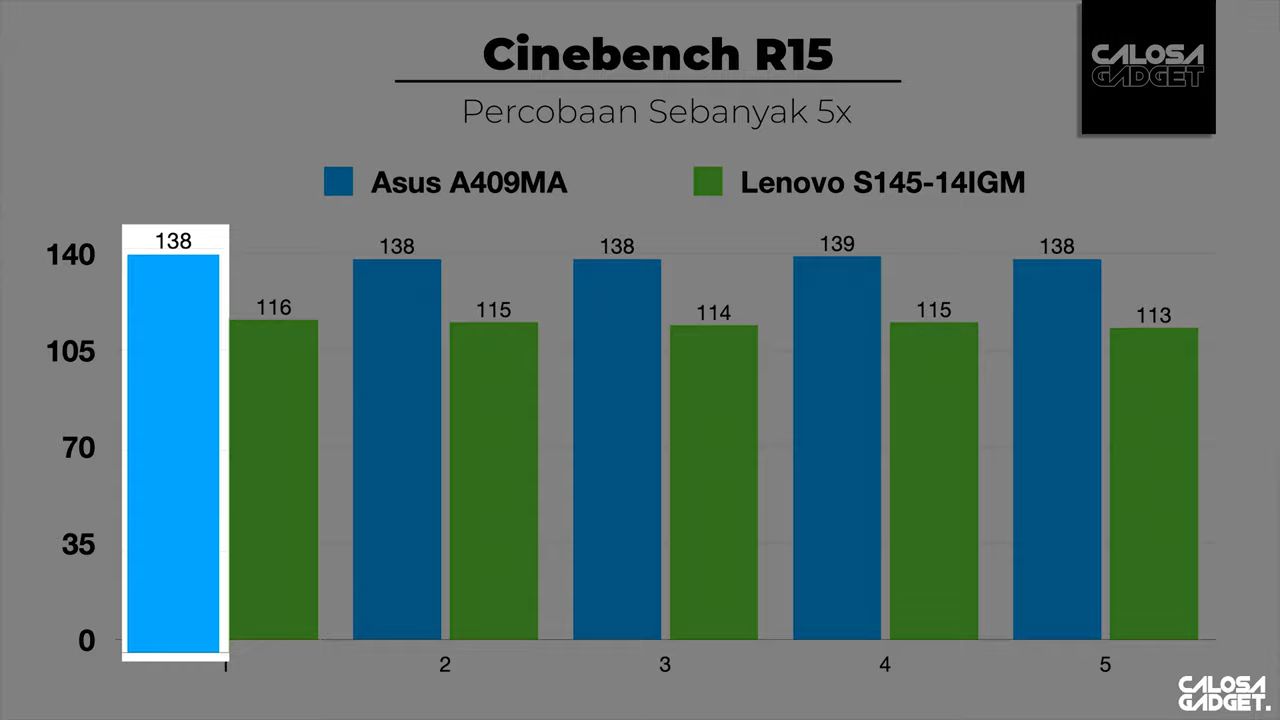 Cinebench R15
Percobaan Sebanyak 5x
CALOSA
GADGET
Asus A409MA
Lenovo S145-14IGM
140
105
70
35
0
138
116
138
115
138
114
139
115
138
113
1
2
3
4
5
CALOSA
GADGET.